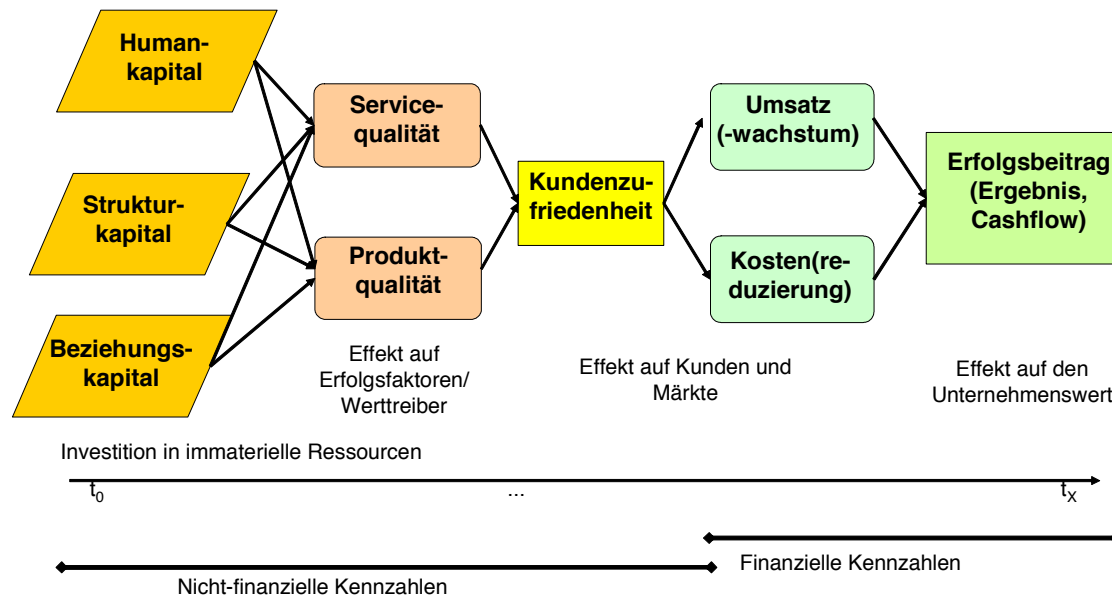 Human-
kapital
Struktur-
kapital
Beziehungs-
kapital
Service-
qualität
Produkt-
qualität
Kundenzu-
friedenheit
Umsatz
(-wachstum)
Kosten(re-
duzierung)
Erfolgsbeitrag
(Ergebnis,
Cashflow)
Effekt auf
Erfolgsfaktoren/
Werttreiber
Effekt auf Kunden und
Märkte
Effekt auf den
Unternehmenswert
Investition in immaterielle Ressourcen
t0 ... tX
Finanzielle Kennzahlen
Nicht-finanzielle Kennzahlen